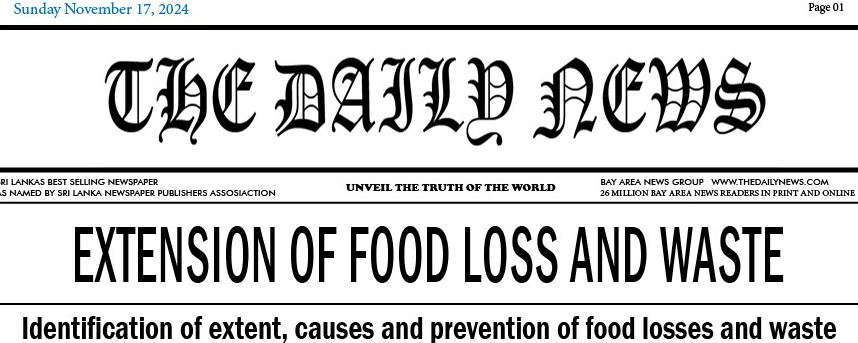 Sunday November 17, 2024
Page 01
THE DAILY NEWS
RI LANKAS BEST SELLING NEWSPAPER
AS NAMED BY SRI LANKA NEWSPAPER PUBLISHERS ASSOSIACTION
UNVEIL THE TRUTH OF THE WORLD
BAY AREA NEWS GROUP WWW.THEDAILYNEWS.COM
26 MILLION BAY AREA NEWS READERS IN PRINT AND ONLINE
EXTENSION OF FOOD LOSS AND WASTE
Identification of extent, causes and prevention of food losses and waste